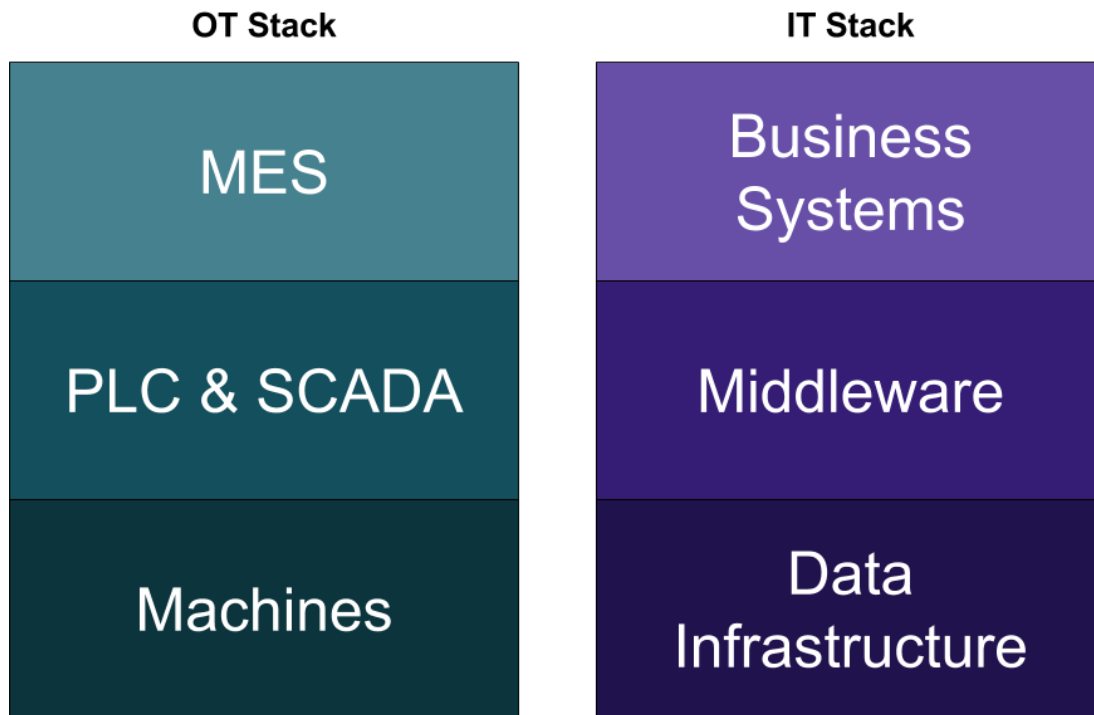 OT Stack
MES
PLC & SCADA
Machines
IT Stack
Business
Systems
Middleware
Data
Infrastructure